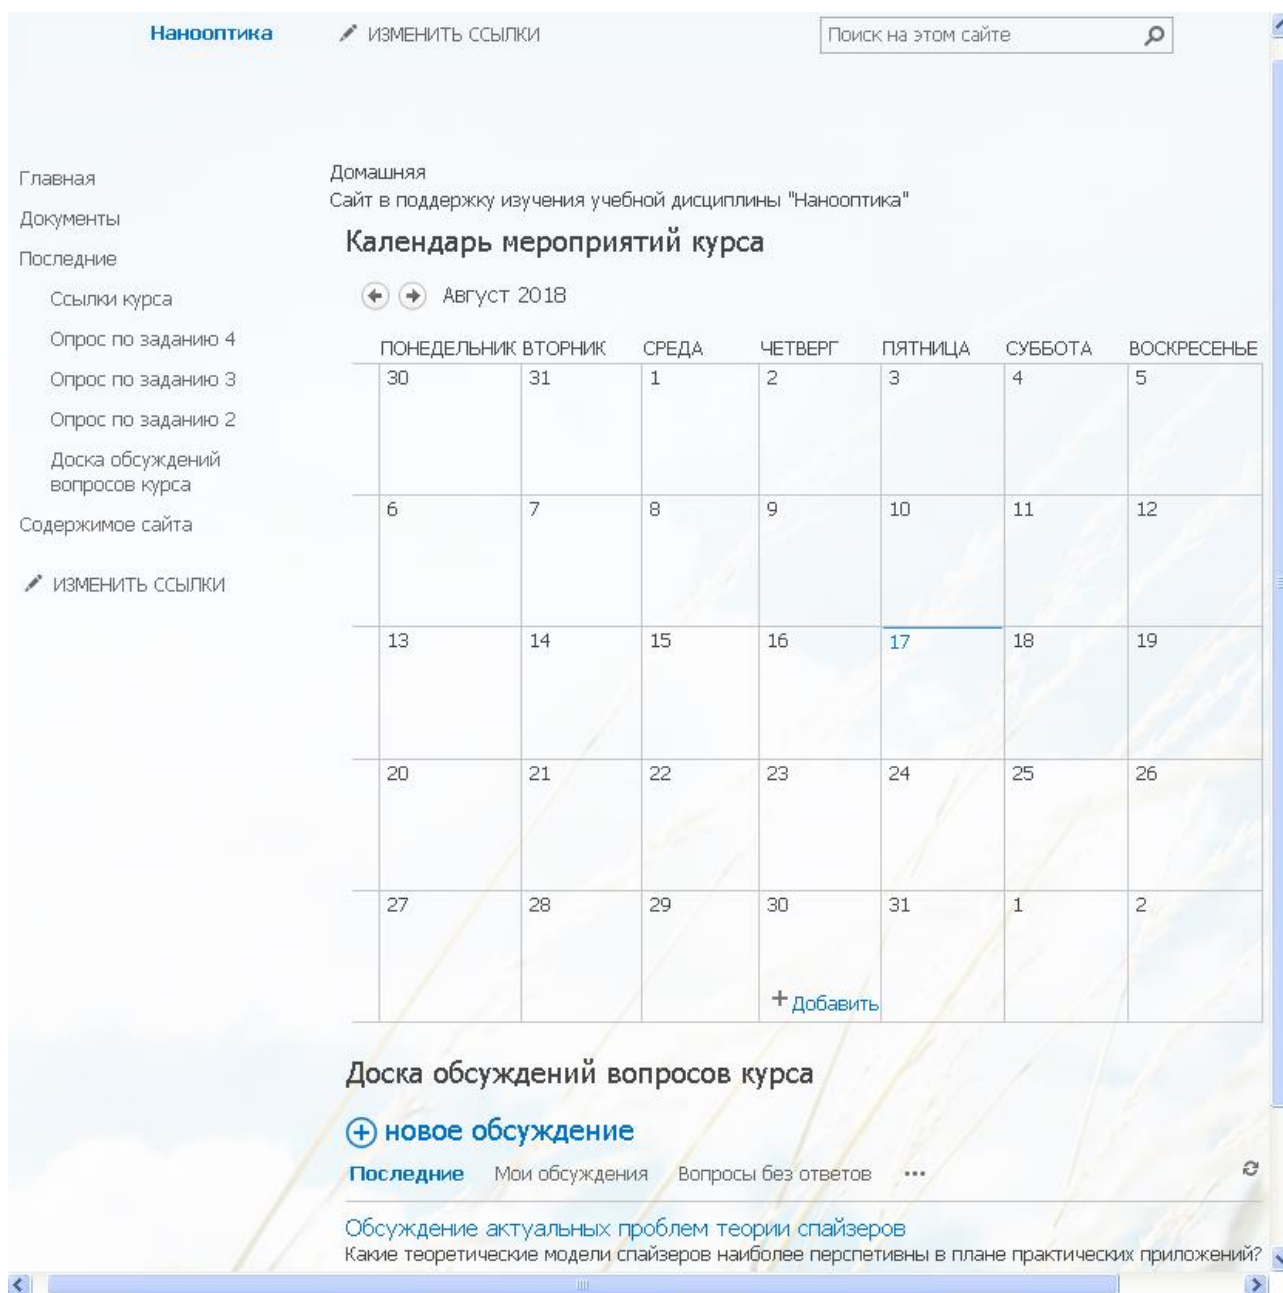 Нанооптика ИЗМЕНИТЬ ССЫЛКИ Поиск на этом сайте
Главная
Документы
Последние
Ссылки курса
Опрос по заданию 4
Опрос по заданию 3
Опрос по заданию 2
Доска обсуждений
вопросов курса
Содержимое сайта
ИЗМЕНИТЬ ССЫЛКИ
Домашняя
Сайт в поддержку изучения учебной дисциплины "Нанооптика"
Календарь мероприятий курса
Август 2018
ПОНЕДЕЛЬНИК ВТОРНИК СРЕДА ЧЕТВЕРГ ПЯТНИЦА СУББОТА ВОСКРЕСЕНЬЕ
30 31 1 2 3 4 5
6 7 8 9 10 11 12
13 14 15 16 17 18 19
20 21 22 23 24 25 26
27 28 29 30 31 1 2
+ Добавить
Доска обсуждений вопросов курса
новое обсуждение
Последние Мои обсуждения Вопросы без ответов ...
Обсуждение актуальных проблем теории спайзеров
Какие теоретические модели спайзеров наиболее перспетивны в плане практических приложений?